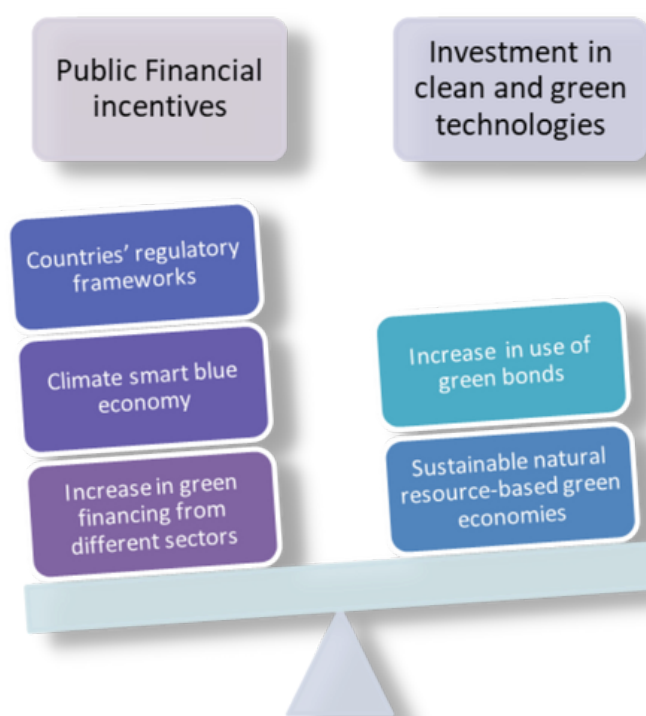 Public Financial
incentives
Investment in
clean and green
technologies
Countries’ regulatory
frameworks
Climate smart blue
economy
Increase in green
financing from
different sectors
Increase in use of
green bonds
Sustainable natural
resource-based green
economies